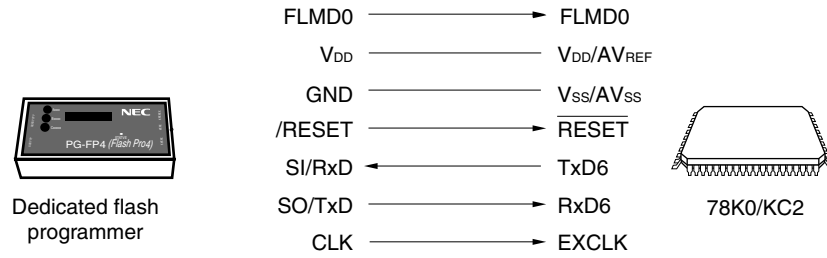 FLMD0 FLMD0
VDD VDD/AVREF
GND VSS/AVSS
/RESET RESET
SI/RxD TxD6
SO/TxD RxD6
CLK EXCLK
NEC
PG-FP4 (Flash Pro4)
Dedicated flash
programmer
78K0/KC2